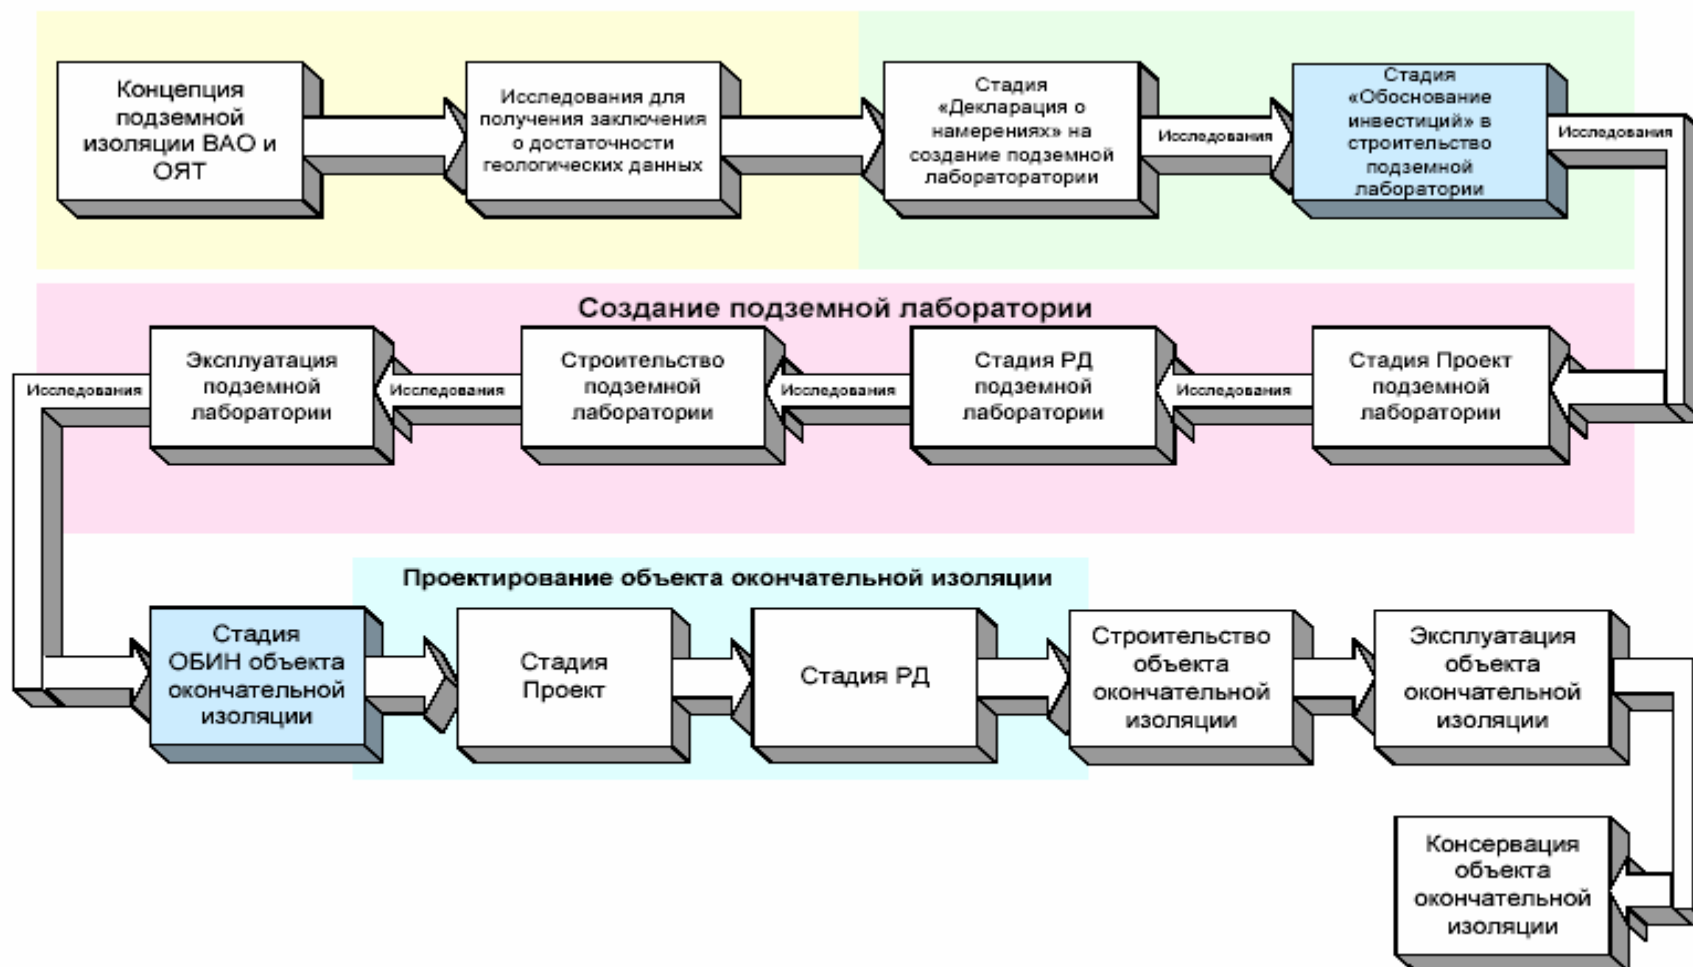 Концепция
подземной
изоляции ВАО и
ОЯТ
Исследования для
получения заключения
о достаточности
геологических данных
Стадия
«Декларация о
намерениях» на
создание подземной
лабораторатории
Исследования
Стадия
«Обоснование
инвестиций» в
строительство
подземной
лаборатории
Исследования
Создание подземной лаборатории
Стадия Проект
подземной
лаборатории
Исследования
Стадия РД
подземной
лаборатории
Исследования
Строительство
подземной
лаборатории
Исследования
Эксплуатация
подземной
лаборатории
Исследования
Проектирование объекта окончательной изоляции
Стадия
ОБИН объекта
окончательной
изоляции
Стадия
Проект
Стадия РД
Строительство
объекта
окончательной
изоляции
Эксплуатация
объекта
окончательной
изоляции
Консервация
объекта
окончательной
изоляции